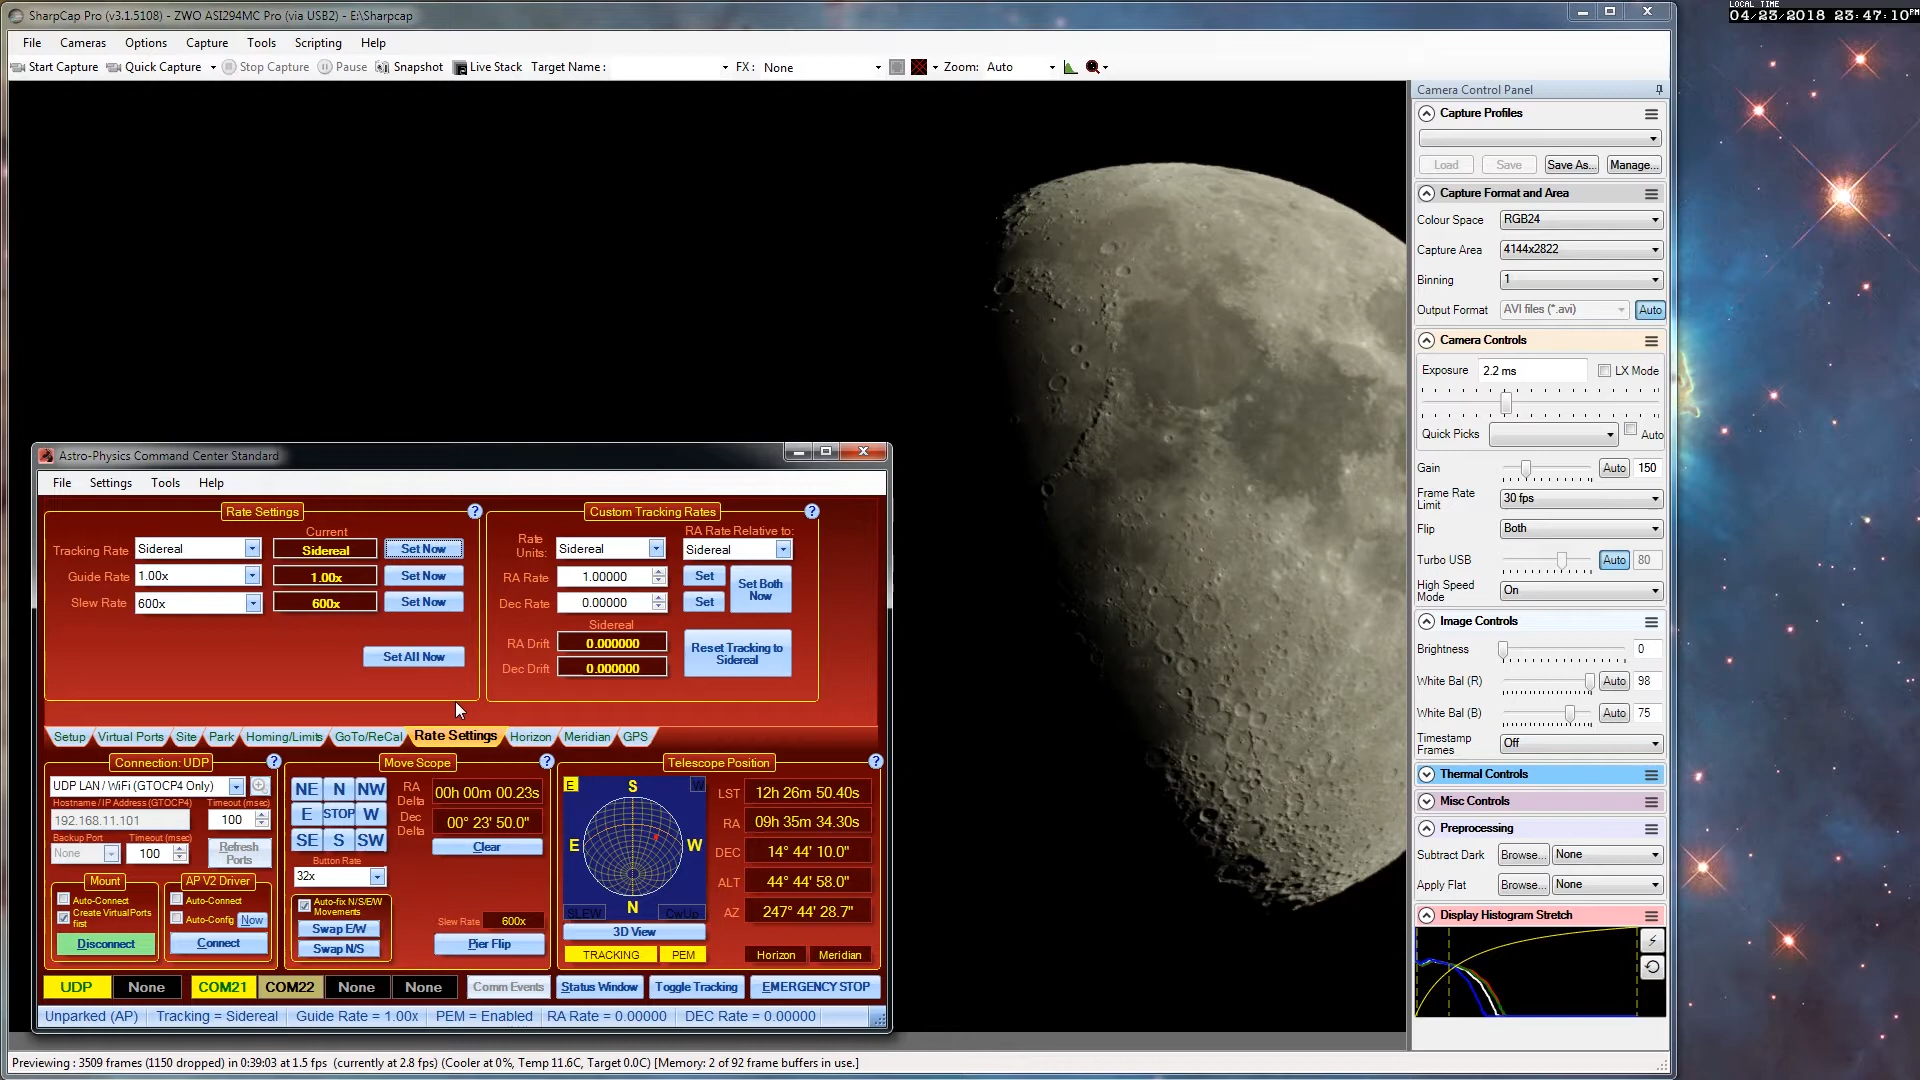 SharpCap Pro (v3.1.5108) - ZWO ASI294MC Pro (via USB2) - E:\Sharpcap
LOCAL TIME
04/23/2018 23:47:10PM
File Cameras Options Capture Tools Scripting Help
Start Capture Quick Capture Stop Capture Pause Snapshot Live Stack Target Name : FX : None Zoom: Auto
Camera Control Panel
Capture Profiles
Load Save Save As... Manage...
Capture Format and Area
Colour Space RGB24
Capture Area 4144x2822
Binning 1
Output Format AVI files (*.avi) Auto
Camera Controls
Exposure 2.2 ms LX Mode
Quick Picks Auto
Gain Auto 150
Frame Rate Limit 30 fps
Flip Both
Turbo USB Auto 80
High Speed Mode On
Image Controls
Brightness 0
White Bal (R) Auto 98
White Bal (B) Auto 75
Timestamp Frames Off
Thermal Controls
Misc Controls
Preprocessing
Subtract Dark Browse... None
Apply Flat Browse... None
Display Histogram Stretch
Astro-Physics Command Center Standard
File Settings Tools Help
Rate Settings ?
Current
Tracking Rate Sidereal Sidereal Set Now
Guide Rate 1.00x 1.00x Set Now
Slew Rate 600x 600x Set Now
Set All Now
Custom Tracking Rates ?
RA Rate Relative to:
Rate Units: Sidereal Sidereal
RA Rate 1.00000 Set Set Both Now
Dec Rate 0.00000 Set
Sidereal
RA Drift 0.000000 Reset Tracking to Sidereal
Dec Drift 0.000000
Setup Virtual Ports Site Park Homing/Limits GoTo/ReCal Rate Settings Horizon Meridian GPS
Connection: UDP ?
UDP LAN / WiFi (GTOCP4 Only)
Hostname / IP Address (GTOCP4) Timeout (msec)
192.168.11.101 100
Backup Port Timeout (msec)
None 100 Refresh Ports
Mount
Auto-Connect
Create Virtual Ports first
Disconnect
AP V2 Driver
Auto-Connect
Auto-Config Now
Connect
Move Scope ?
NE N NW
E STOP W
SE S SW
RA Delta 00h 00m 00.23s
Dec Delta 00° 23' 50.0"
Clear
Button Rate
32x
Auto-fix N/S/EW Movements
Swap E/W
Swap N/S
Slew Rate 600x
Pier Flip
Telescope Position ?
E S W
E W
SLEW N CwUp
3D View
TRACKING PEM
LST 12h 26m 50.40s
RA 09h 35m 34.30s
DEC 14° 44' 10.0"
ALT 44° 44' 58.0"
AZ 247° 44' 28.7"
Horizon Meridian
UDP None COM21 COM22 None None Comm Events Status Window Toggle Tracking EMERGENCY STOP
Unparked (AP) Tracking = Sidereal Guide Rate = 1.00x PEM = Enabled RA Rate = 0.00000 DEC Rate = 0.00000
Previewing : 3509 frames (1150 dropped) in 0:39:03 at 1.5 fps (currently at 2.8 fps) (Cooler at 0%, Temp 11.6C, Target 0.0C) [Memory: 2 of 92 frame buffers in use.]